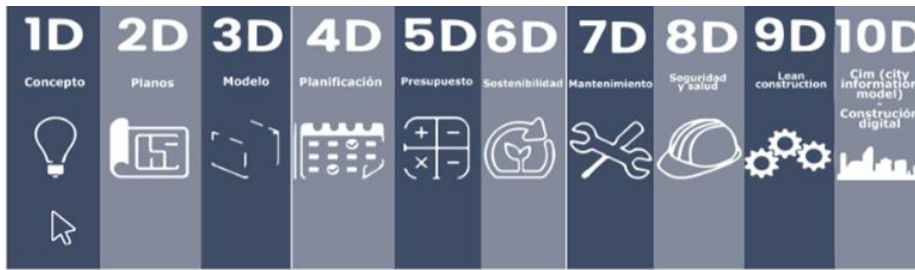 1D
Concepto
2D
Planos
3D
Modelo
4D
Planificación
5D
Presupuesto
6D
Sostenibilidad
7D
Mantenimiento
8D
Seguridad
y salud
9D
Lean
construction
10D
Cim (city
information
model)
-
Construción
digital